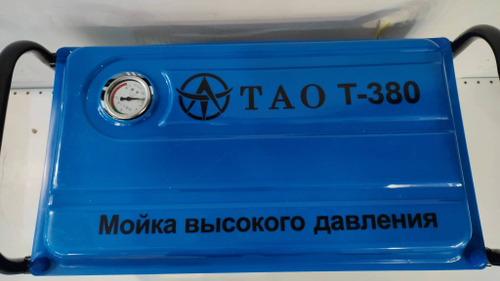 TAO T-380
Мойка высокого давления